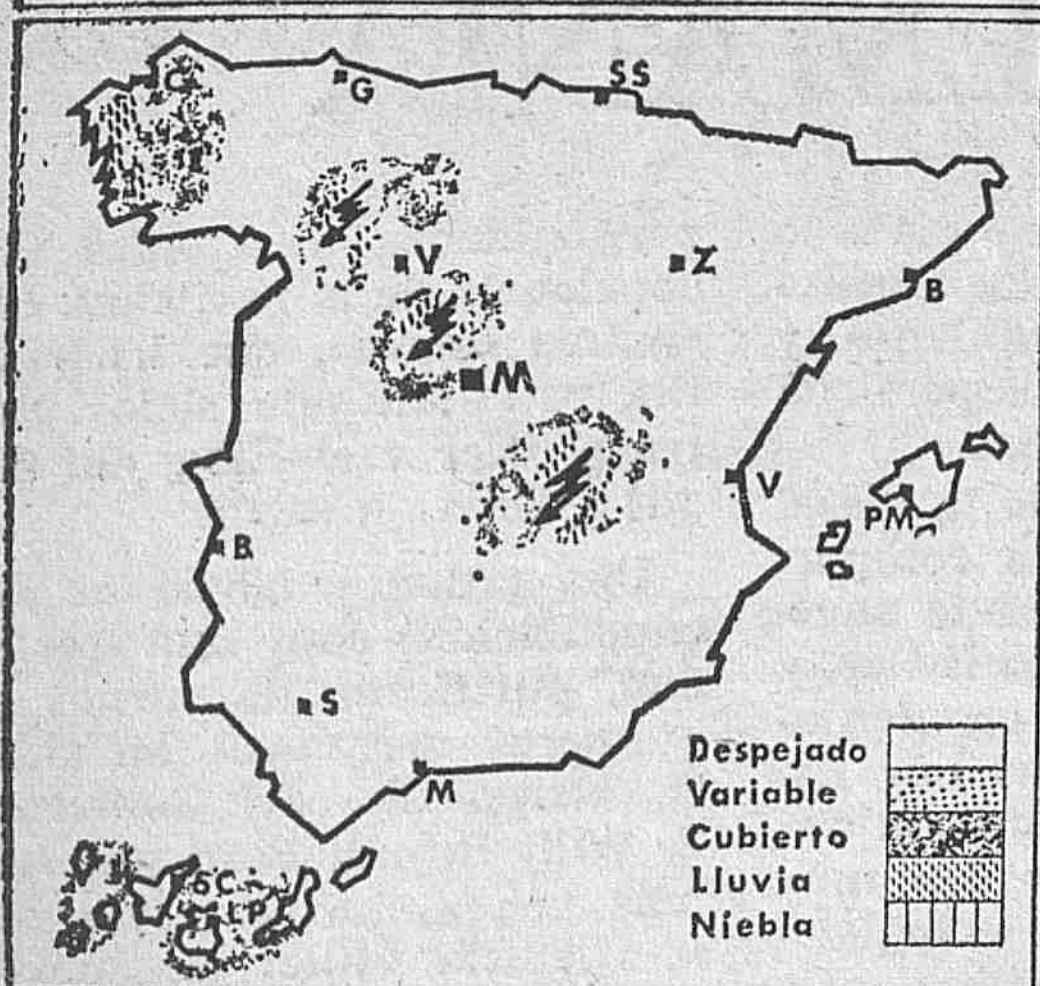 C
G
SS
V
Z
B
M
V
PM
B
S
M
Despejado
Variable
Cubierto
Lluvia
Niebla
SC
LP